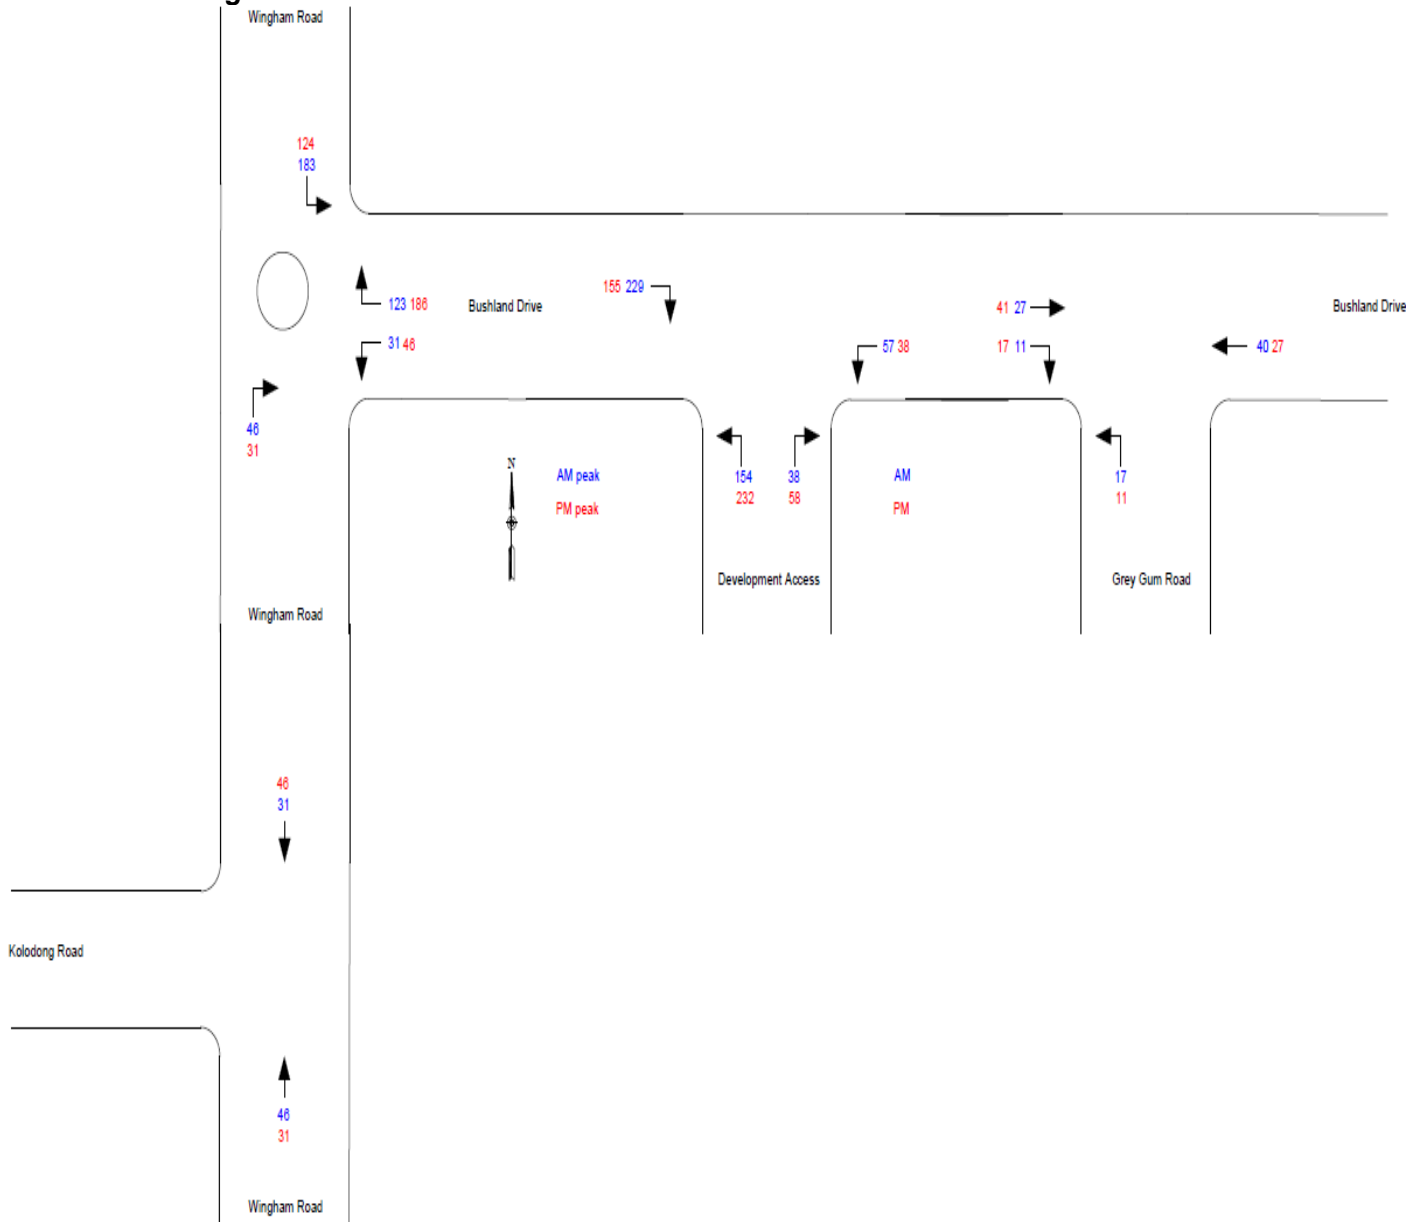 g
Wingham Road
124
183
123 186
Bushland Drive
155 229
41 27
Bushland Drive
31 46
57 38
17 11
40 27
46
31
N
AM peak
PM peak
154
232
38
58
AM
PM
17
11
Development Access
Grey Gum Road
Wingham Road
46
31
Kolodong Road
46
31
Wingham Road